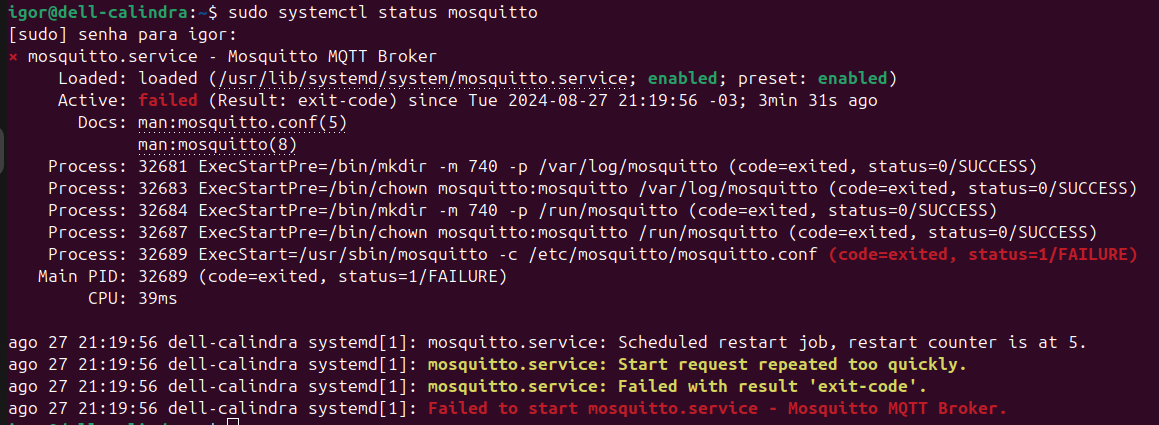 igor@dell-calindra:~$ sudo systemctl status mosquitto
[sudo] senha para igor:
× mosquitto.service - Mosquitto MQTT Broker
Loaded: loaded (/usr/lib/systemd/system/mosquitto.service; enabled; preset: enabled)
Active: failed (Result: exit-code) since Tue 2024-08-27 21:19:56 -03; 3min 31s ago
Docs: man:mosquitto.conf(5)
man:mosquitto(8)
Process: 32681 ExecStartPre=/bin/mkdir -m 740 -p /var/log/mosquitto (code=exited, status=0/SUCCESS)
Process: 32683 ExecStartPre=/bin/chown mosquitto:mosquitto /var/log/mosquitto (code=exited, status=0/SUCCESS)
Process: 32684 ExecStartPre=/bin/mkdir -m 740 -p /run/mosquitto (code=exited, status=0/SUCCESS)
Process: 32687 ExecStartPre=/bin/chown mosquitto:mosquitto /run/mosquitto (code=exited, status=0/SUCCESS)
Process: 32689 ExecStart=/usr/sbin/mosquitto -c /etc/mosquitto/mosquitto.conf (code=exited, status=1/FAILURE)
Main PID: 32689 (code=exited, status=1/FAILURE)
CPU: 39ms
ago 27 21:19:56 dell-calindra systemd[1]: mosquitto.service: Scheduled restart job, restart counter is at 5.
ago 27 21:19:56 dell-calindra systemd[1]: mosquitto.service: Start request repeated too quickly.
ago 27 21:19:56 dell-calindra systemd[1]: mosquitto.service: Failed with result 'exit-code'.
ago 27 21:19:56 dell-calindra systemd[1]: Failed to start mosquitto.service - Mosquitto MQTT Broker.